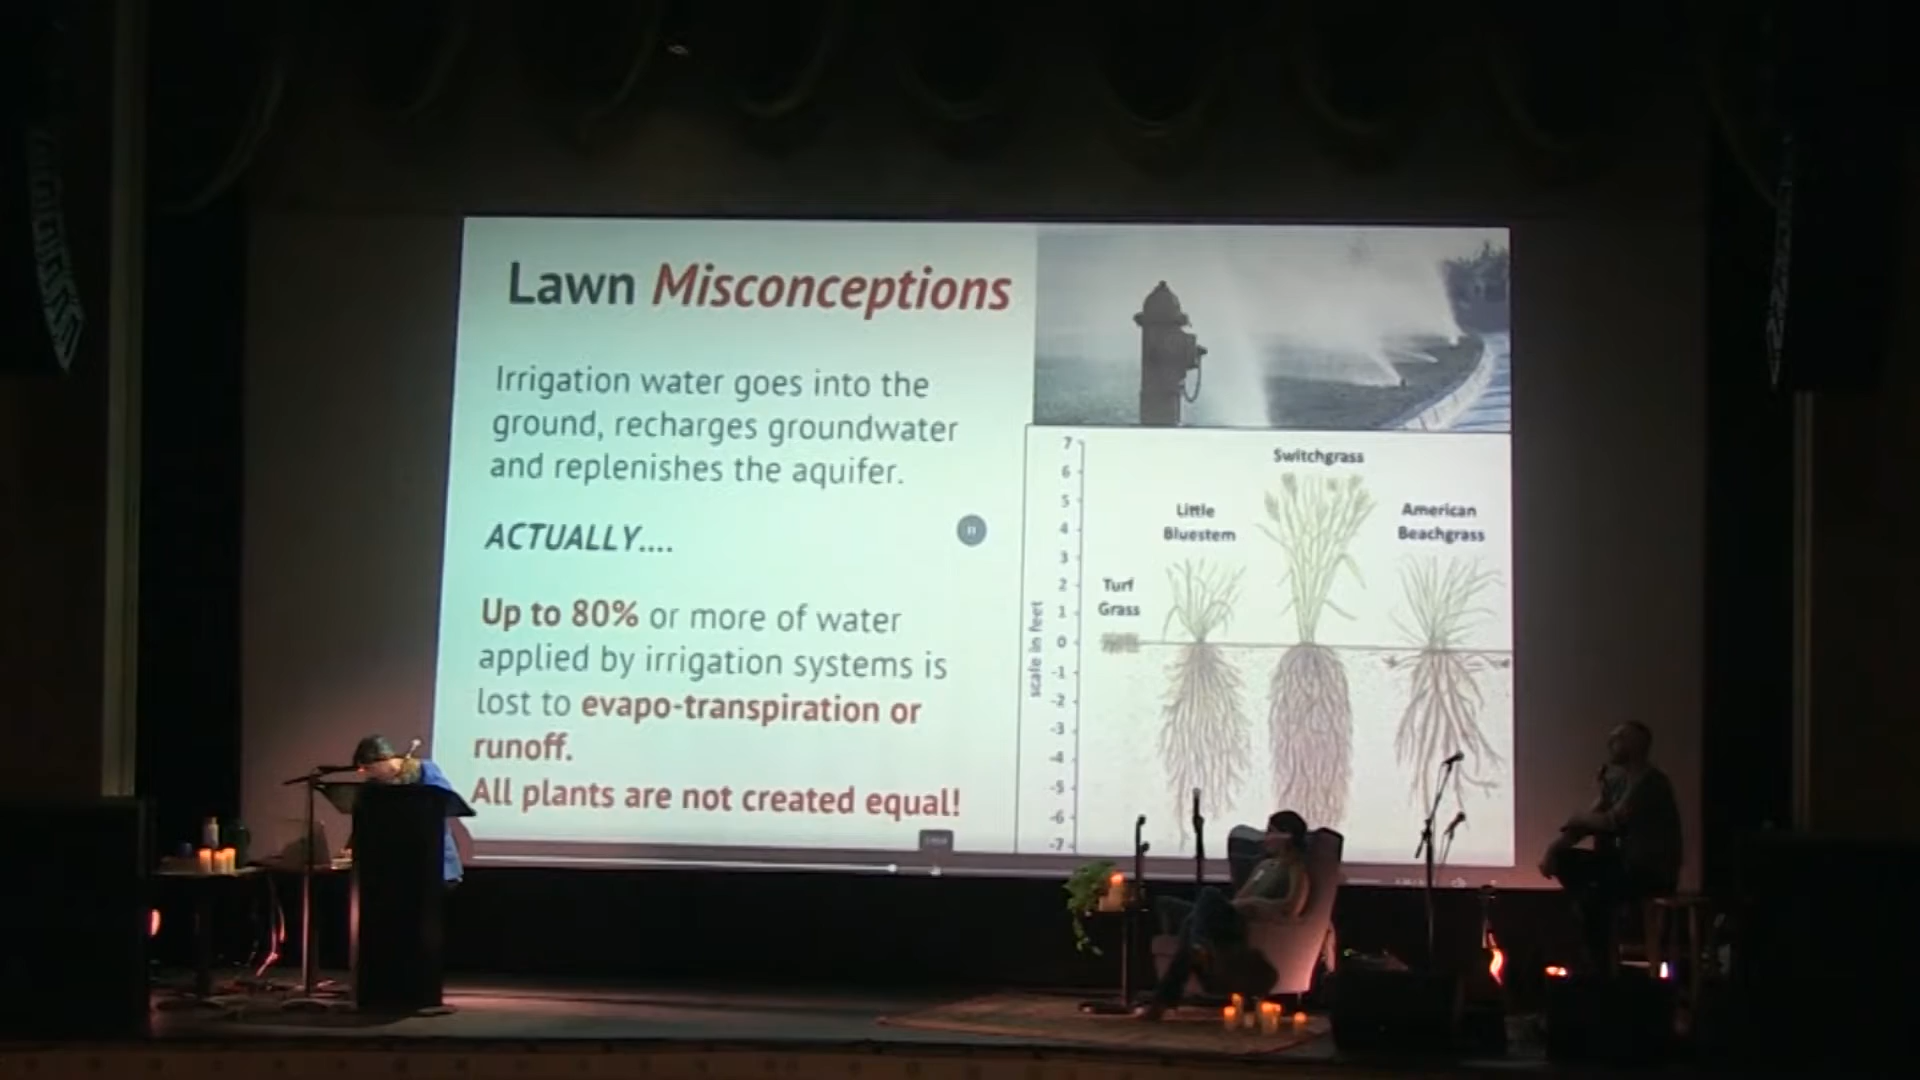 Lawn Misconceptions
Irrigation water goes into the
ground, recharges groundwater
and replenishes the aquifer.
ACTUALLY....
Up to 80% or more of water
applied by irrigation systems is
lost to evapo-transpiration or
runoff.
All plants are not created equal!
Switchgrass
Little
Bluestem
American
Beachgrass
Turf
Grass
scale in feet
7
6
5
4
3
2
1
0
-1
-2
-3
-4
-5
-6
-7